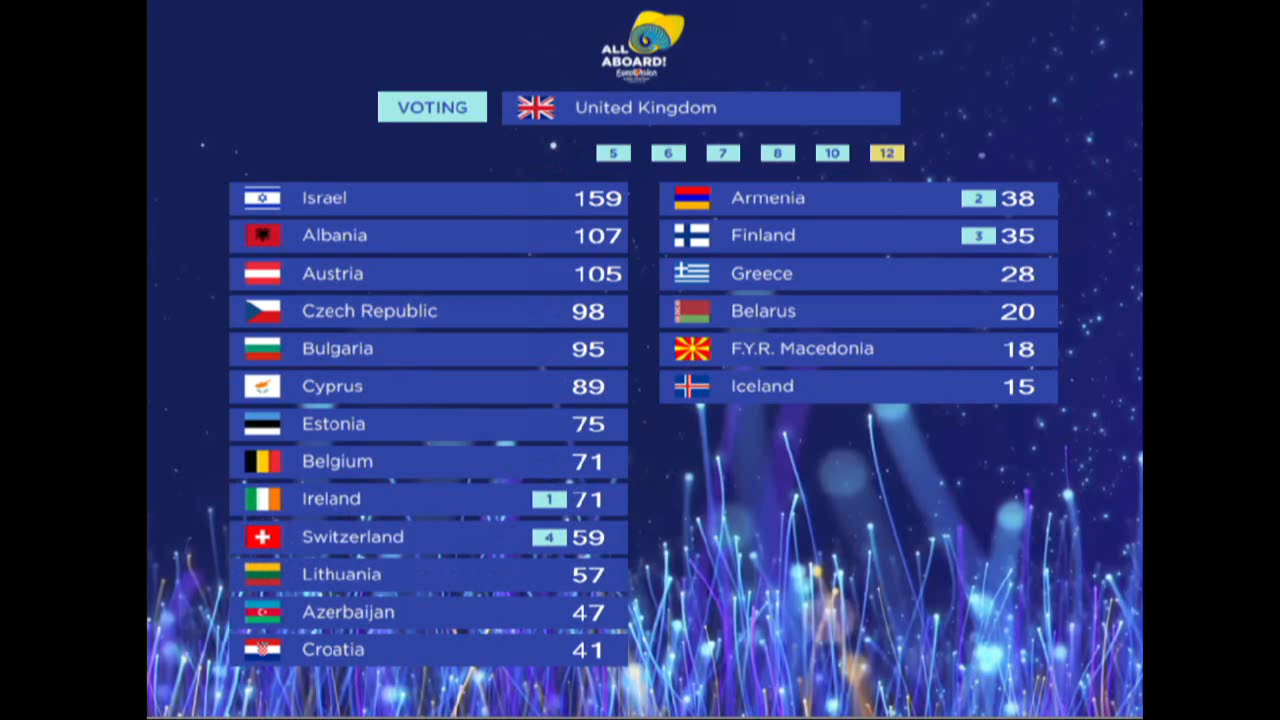 ALL
ABOARD!
EUROVISION
VOTING United Kingdom
5 6 7 8 10 12
Israel 159
Albania 107
Austria 105
Czech Republic 98
Bulgaria 95
Cyprus 89
Estonia 75
Belgium 71
Ireland 1 71
Switzerland 4 59
Lithuania 57
Azerbaijan 47
Croatia 41
Armenia 2 38
Finland 3 35
Greece 28
Belarus 20
F.Y.R. Macedonia 18
Iceland 15